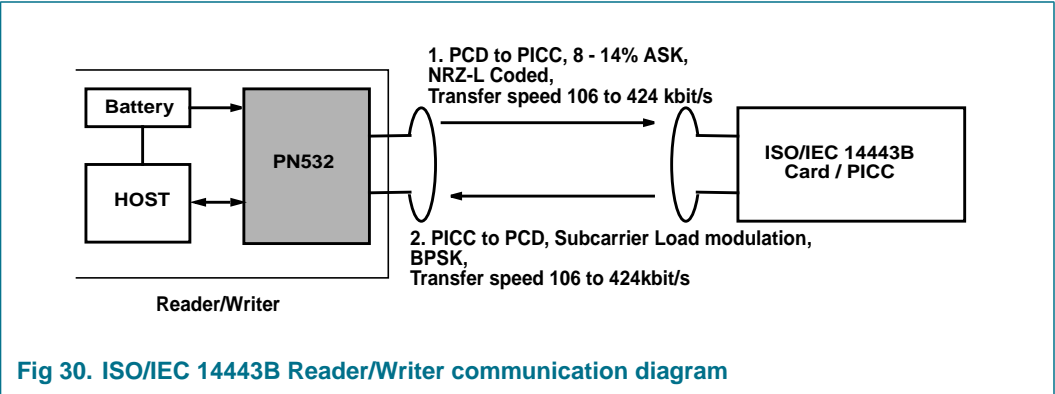 1. PCD to PICC, 8 - 14% ASK,
NRZ-L Coded,
Transfer speed 106 to 424 kbit/s
Battery
PN532
HOST
ISO/IEC 14443B
Card / PICC
2. PICC to PCD, Subcarrier Load modulation,
BPSK,
Transfer speed 106 to 424kbit/s
Reader/Writer
Fig 30. ISO/IEC 14443B Reader/Writer communication diagram